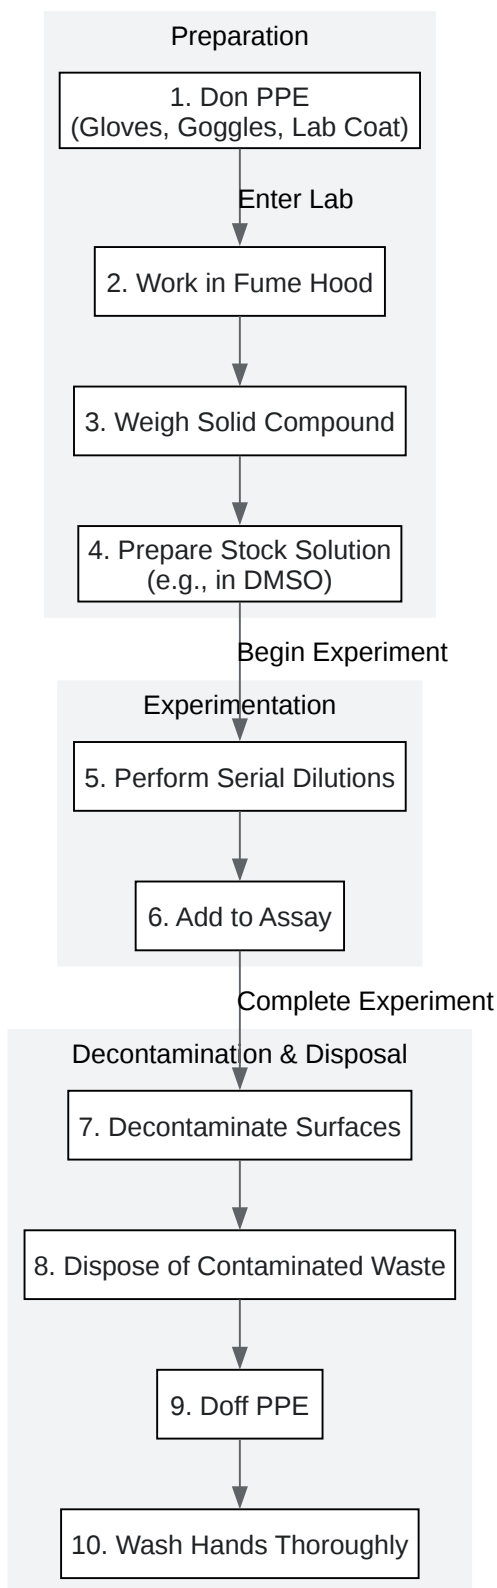 Preparation
1. Don PPE
(Gloves, Goggles, Lab Coat)
Enter Lab
2. Work in Fume Hood
3. Weigh Solid Compound
4. Prepare Stock Solution
(e.g., in DMSO)
Begin Experiment
Experimentation
5. Perform Serial Dilutions
6. Add to Assay
Complete Experiment
Decontamination & Disposal
7. Decontaminate Surfaces
8. Dispose of Contaminated Waste
9. Doff PPE
10. Wash Hands Thoroughly